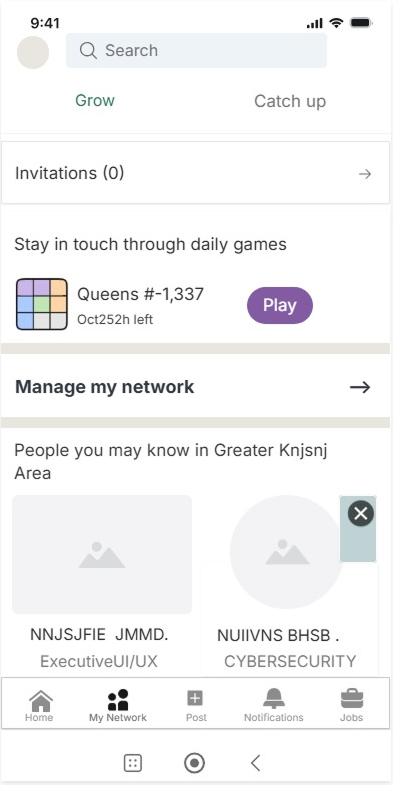 9:41
Search
Grow
Catch up
Invitations (0)
Stay in touch through daily games
Queens #-1,337
Oct252h left
Play
Manage my network
People you may know in Greater Knjsnj
Area
NNJSJFIE JMMD.
ExecutiveUI/UX
NUIIVNS BHSB .
CYBERSECURITY
Home
My Network
Post
Notifications
Jobs